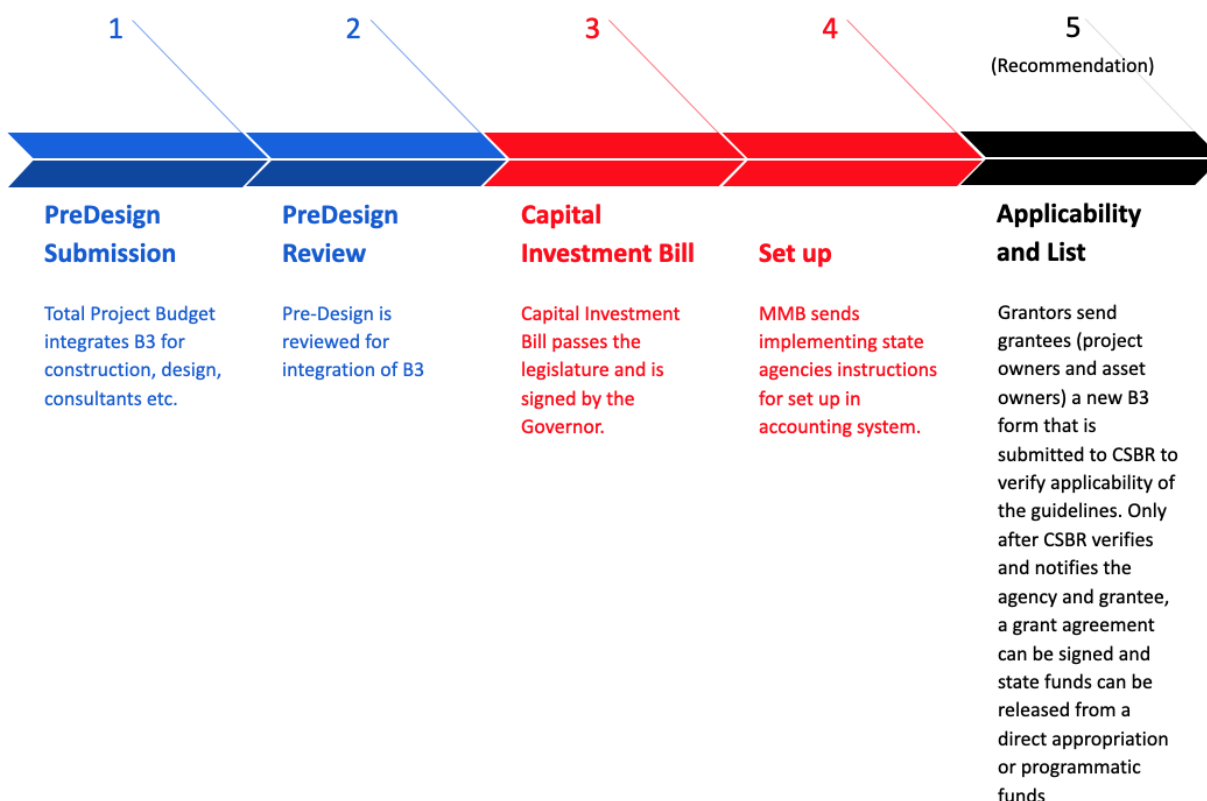 1
2
3
4
5
(Recommendation)
PreDesign
Submission
Total Project Budget
integrates B3 for
construction, design,
consultants etc.
PreDesign
Review
Pre-Design is
reviewed for
integration of B3
Capital
Investment Bill
Capital Investment
Bill passes the
legislature and is
signed by the
Governor.
Set up
MMB sends
implementing state
agencies instructions
for set up in
accounting system.
Applicability
and List
Grantors send
grantees (project
owners and asset
owners) a new B3
form that is
submitted to CSBR to
verify applicability of
the guidelines. Only
after CSBR verifies
and notifies the
agency and grantee,
a grant agreement
can be signed and
state funds can be
released from a
direct appropriation
or programmatic
funds